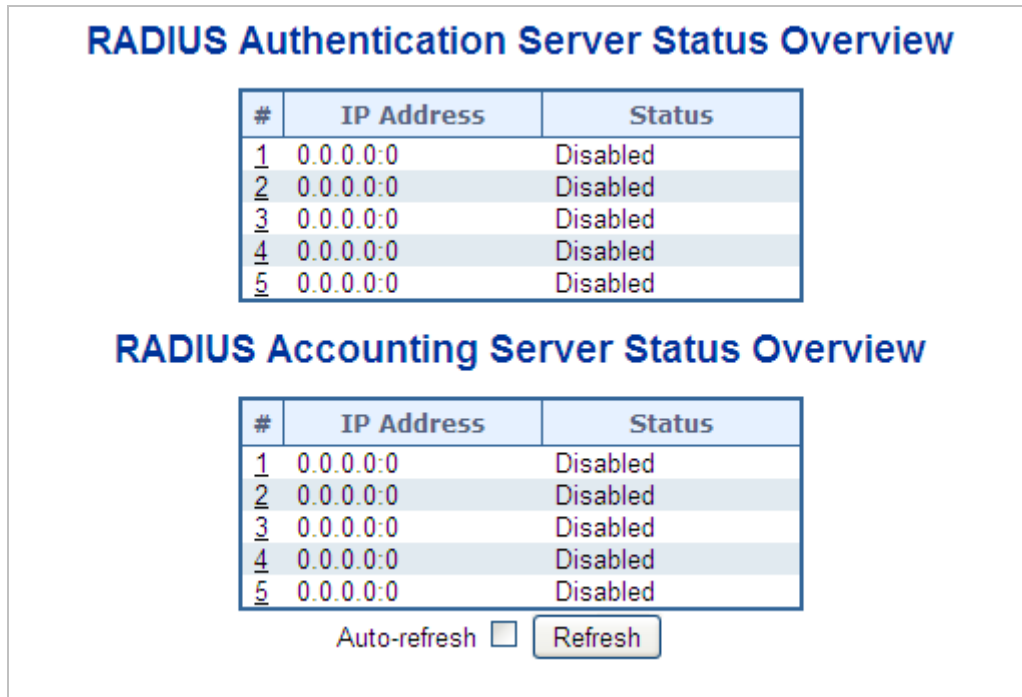 RADIUS Authentication Server Status Overview
# IP Address Status
1 0.0.0.0:0 Disabled
2 0.0.0.0:0 Disabled
3 0.0.0.0:0 Disabled
4 0.0.0.0:0 Disabled
5 0.0.0.0:0 Disabled
RADIUS Accounting Server Status Overview
# IP Address Status
1 0.0.0.0:0 Disabled
2 0.0.0.0:0 Disabled
3 0.0.0.0:0 Disabled
4 0.0.0.0:0 Disabled
5 0.0.0.0:0 Disabled
Auto-refresh Refresh